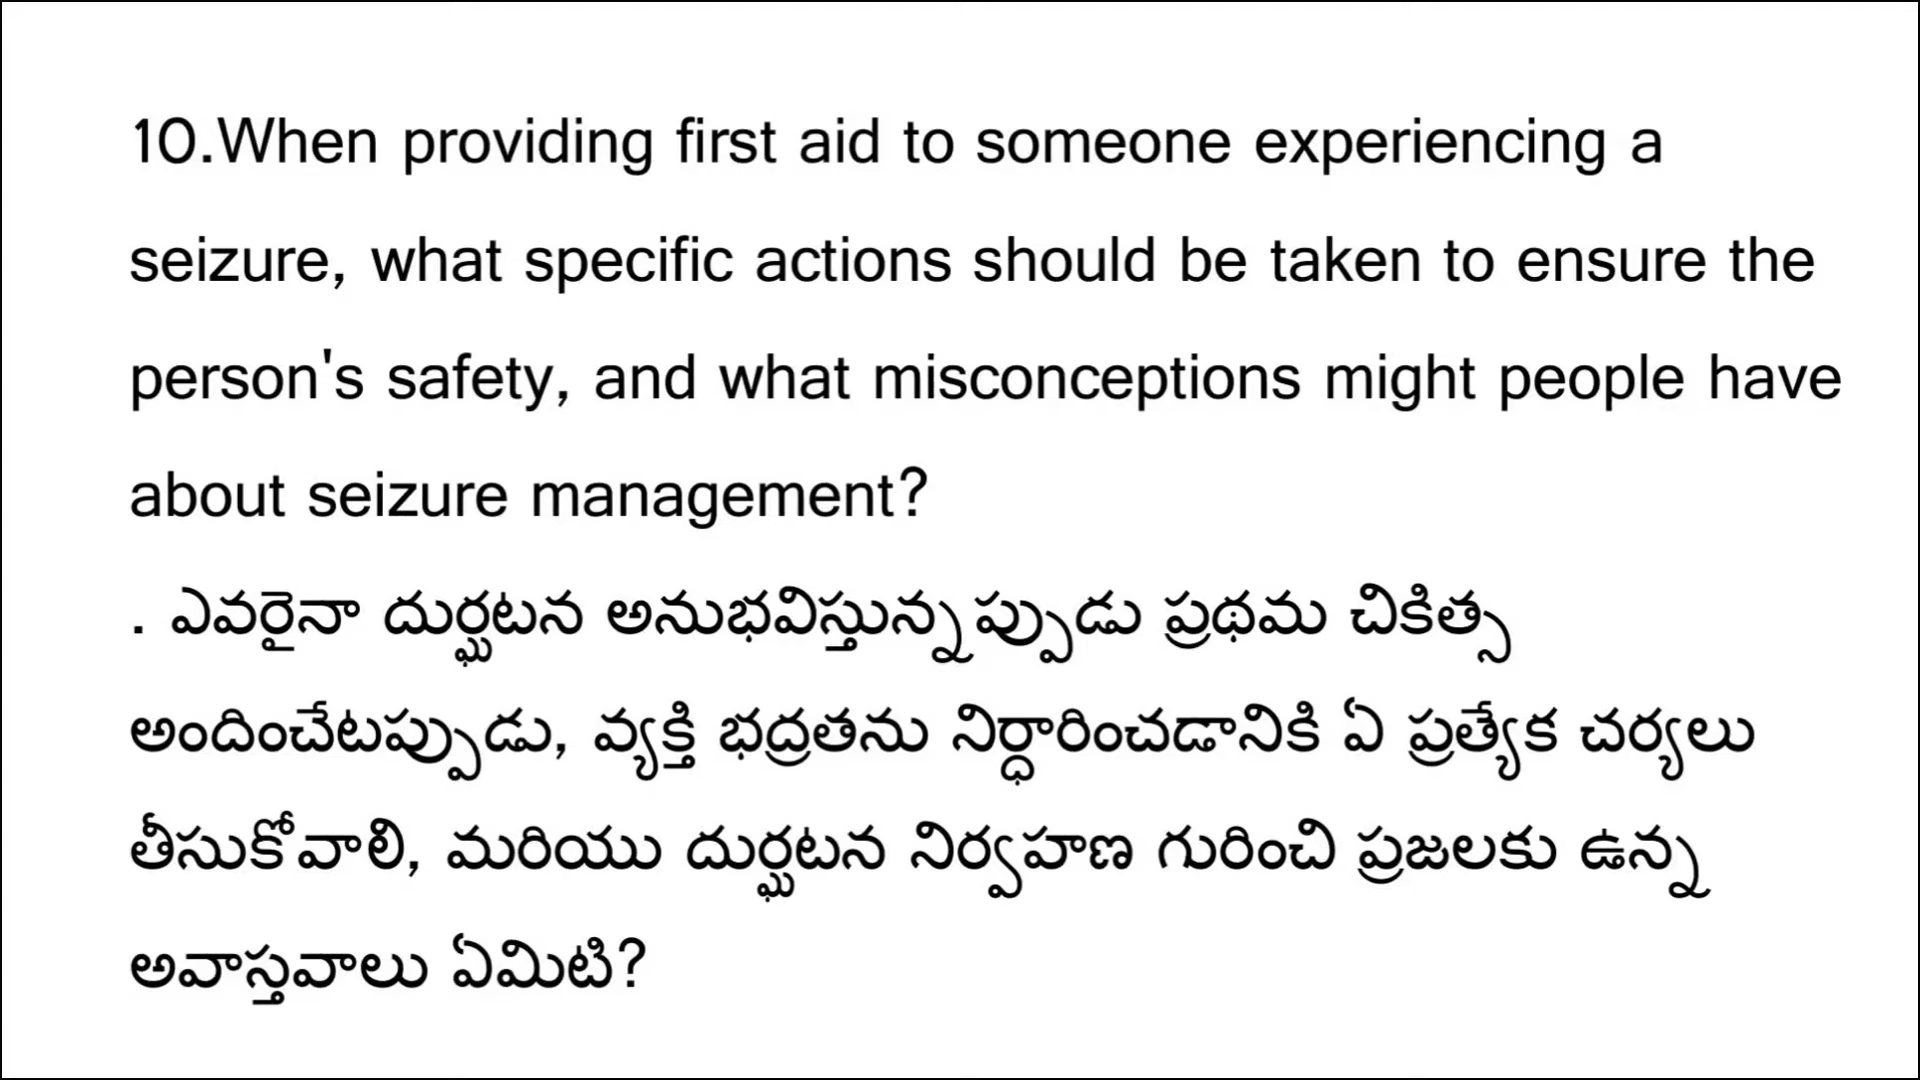 10.When providing first aid to someone experiencing a
seizure, what specific actions should be taken to ensure the
person's safety, and what misconceptions might people have
about seizure management?
. ఎవరైనా దుర్ఘటన అనుభవిస్తున్నప్పుడు ప్రథమ చికిత్స
అందించేటప్పుడు, వ్యక్తి భద్రతను నిర్ధారించడానికి ఏ ప్రత్యేక చర్యలు
తీసుకోవాలి, మరియు దుర్ఘటన నిర్వహణ గురించి ప్రజలకు ఉన్న
అవాస్తవాలు ఏమిటి?